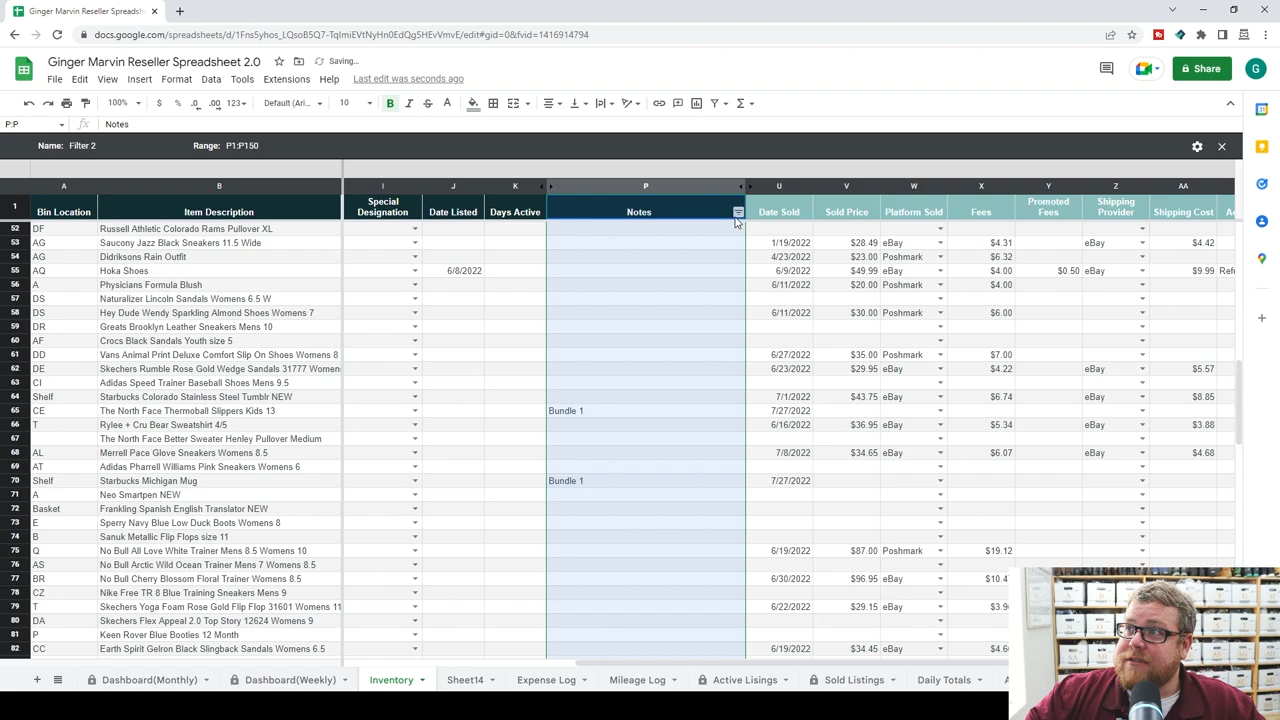 Ginger Marvin Reseller Spreadsheet
docs.google.com/spreadsheets/d/1Fns5yhos_LQsoB5Q7-TqImiEVtNyHn0EdQg5HEvVmvE/edit#gid=0&fvid=1416914794
Ginger Marvin Reseller Spreadsheet 2.0 Saving...
File Edit View Insert Format Data Tools Extensions Help Last edit was seconds ago Share G
100% $ % .0 .00 123 Default (Ari... 10 B I S A
P:P fx Notes
Name: Filter 2 Range: P1:P150
A B I J K P U V W X Y Z AA
1 Bin Location Item Description Special Designation Date Listed Days Active Notes Date Sold Sold Price Platform Sold Fees Promoted Fees Shipping Provider Shipping Cost
52 DF Russell Athletic Colorado Rams Pullover XL
53 AG Saucony Jazz Black Sneakers 11.5 Wide 1/19/2022 $28.49 eBay $4.31 eBay $4.42
54 AG Didriksons Rain Outfit 4/23/2022 $23.00 Poshmark $6.32
55 AQ Hoka Shoes 6/8/2022 6/9/2022 $49.99 eBay $4.00 $0.50 eBay $9.99
56 A Physicians Formula Blush 6/11/2022 $20.00 Poshmark $4.00
57 DS Naturalizer Lincoln Sandals Womens 6.5 W
58 DS Hey Dude Wendy Sparkling Almond Shoes Womens 7 6/11/2022 $30.00 Poshmark $6.00
59 DR Greats Brooklyn Leather Sneakers Mens 10
60 AF Crocs Black Sandals Youth size 5
61 DD Vans Animal Print Deluxe Comfort Slip On Shoes Womens 8 6/27/2022 $35.00 Poshmark $7.00
62 DE Skechers Rumble Rose Gold Wedge Sandals 31777 Womens 6/23/2022 $29.95 eBay $4.22 eBay $5.57
63 CI Adidas Speed Trainer Baseball Shoes Mens 9.5
64 Shelf Starbucks Colorado Stainless Steel Tumblr NEW 7/1/2022 $43.75 eBay $6.74 eBay $8.85
65 CE The North Face Thermoball Slippers Kids 13 Bundle 1 7/27/2022
66 T Rylee + Cru Bear Sweatshirt 4/5 6/16/2022 $36.95 eBay $5.34 eBay $3.88
67 The North Face Better Sweater Henley Pullover Medium
68 AL Merrell Pace Glove Sneakers Womens 8.5 7/8/2022 $34.65 eBay $6.07 eBay $4.68
69 AT Adidas Pharrell Williams Pink Sneakers Womens 6
70 Shelf Starbucks Michigan Mug Bundle 1 7/27/2022
71 A Neo Smartpen NEW
72 Basket Frankling Spanish English Translator NEW
73 E Sperry Navy Blue Low Duck Boots Womens 8
74 B Sanuk Metallic Flip Flops size 11
75 Q No Bull All Love White Trainer Mens 8.5 Womens 10 6/19/2022 $87.00 Poshmark $19.12
76 AS No Bull Arctic Wild Ocean Trainer Mens 7 Womens 8.5
77 BR No Bull Cherry Blossom Floral Trainer Womens 8.5 6/30/2022 $96.95 eBay
78 CZ Nike Free TR 8 Blue Training Sneakers Mens 9
79 T Skechers Yoga Foam Rose Gold Flip Flop 31601 Womens 11 6/22/2022 $29.15 eBay
80 DA Skechers Flex Appeal 2.0 Top Story 12624 Womens 9
81 P Keen Rover Blue Booties 12 Month
82 CC Earth Spirit Gelron Black Slingback Sandals Womens 6.5 6/19/2022 $34.45 eBay
Dashboard(Monthly) Dashboard(Weekly) Inventory Sheet14 Expense Log Mileage Log Active Lisings Sold Listings Daily Totals